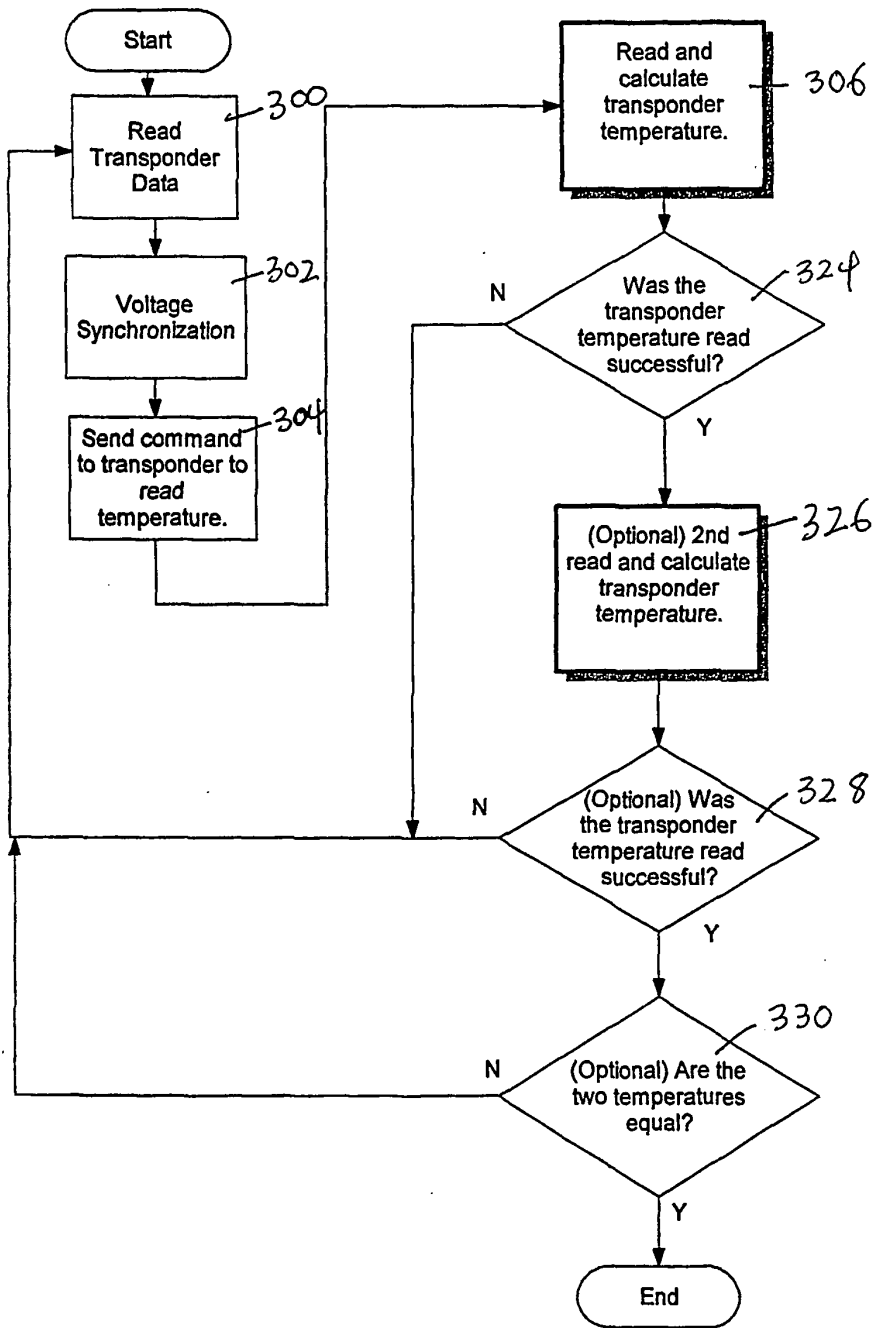 Start
300
Read
Transponder
Data
302
Voltage
Synchronization
304
Send command
to transponder to
read
temperature.
Read and
calculate
transponder
temperature.
306
324
N
Was the
transponder
temperature read
successful?
Y
326
(Optional) 2nd
read and calculate
transponder
temperature.
328
N
(Optional) Was
the transponder
temperature read
successful?
Y
330
N
(Optional) Are the
two temperatures
equal?
Y
End